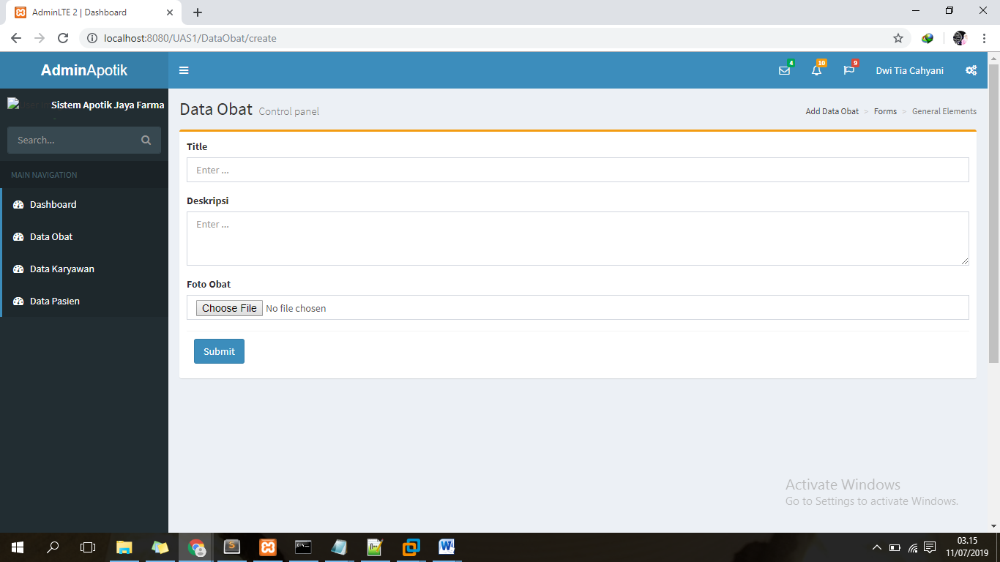 AdminLTE 2 | Dashboard
localhost:8080/UAS1/DataObat/create
AdminApotik
4
10
9
Dwi Tia Cahyani
Sistem Apotik Jaya Farma
Data Obat Control panel
Add Data Obat > Forms > General Elements
Search...
MAIN NAVIGATION
Dashboard
Data Obat
Data Karyawan
Data Pasien
Title
Enter ...
Deskripsi
Enter ...
Foto Obat
Choose File No file chosen
Submit
Activate Windows
Go to Settings to activate Windows.
03.15
11/07/2019